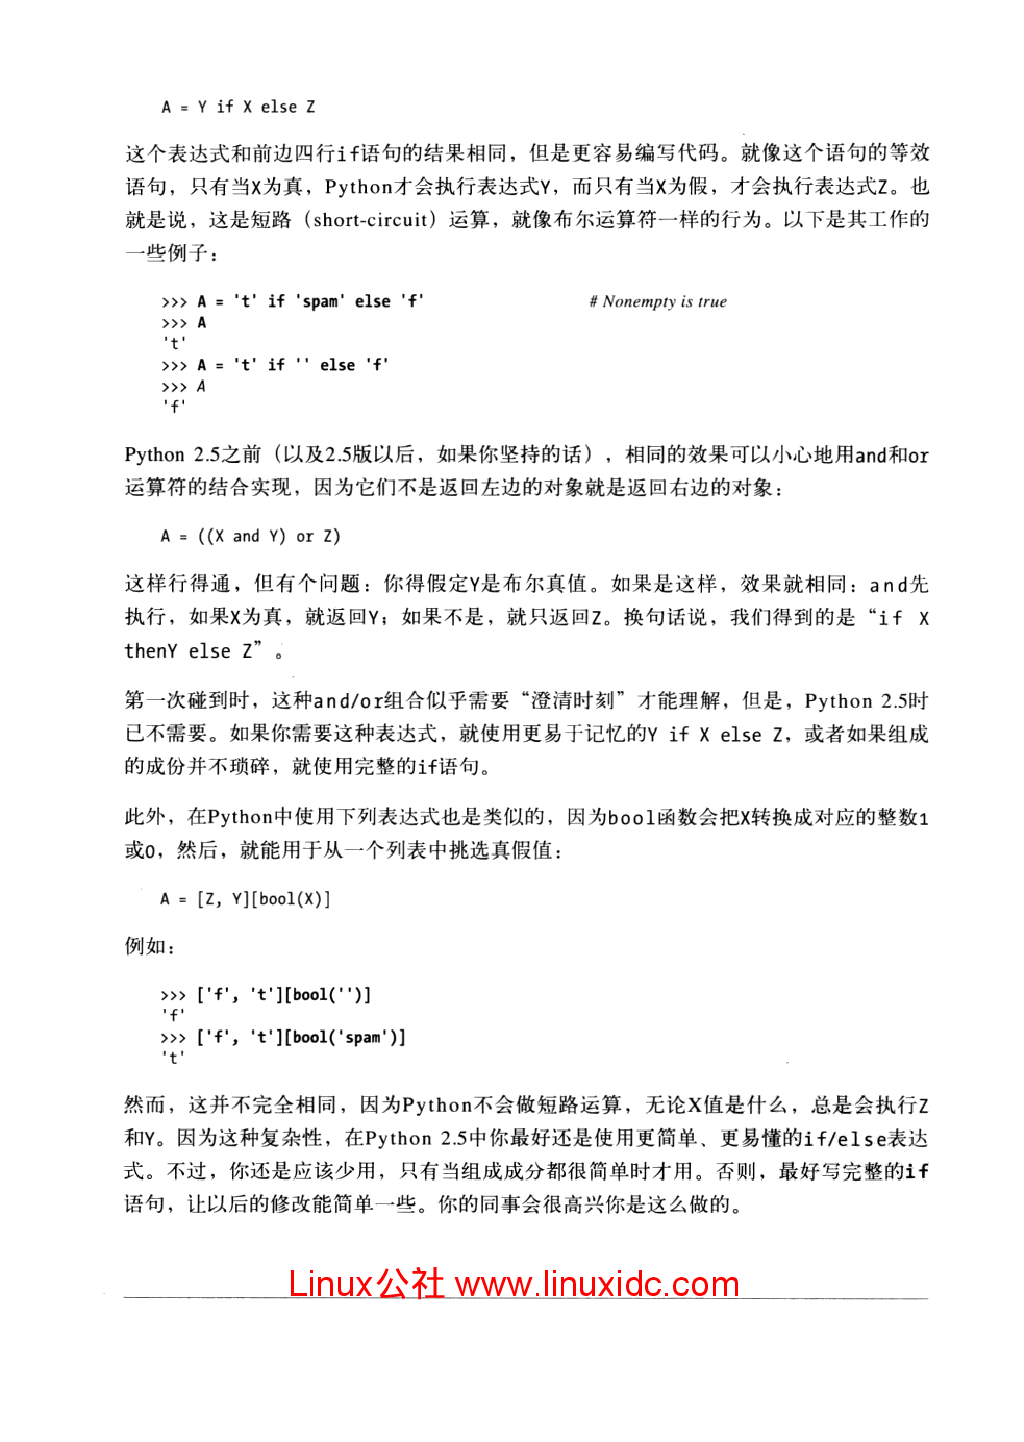 A = Y if X else Z
这个表达式和前边四行if语句的结果相同，但是更容易编写代码。就像这个语句的等效
语句，只有当X为真，Python才会执行表达式Y，而只有当X为假，才会执行表达式Z。也
就是说，这是短路（short-circuit）运算，就像布尔运算符一样的行为。以下是其工作的
一些例子：
>>> A = 't' if 'spam' else 'f' # Nonempty is true
>>> A
't'
>>> A = 't' if '' else 'f'
>>> A
'f'
Python 2.5之前（以及2.5版以后，如果你坚持的话），相同的效果可以小心地用and和or
运算符的结合实现，因为它们不是返回左边的对象就是返回右边的对象：
A = ((X and Y) or Z)
这样行得通，但有个问题：你得假定Y是布尔真值。如果是这样，效果就相同：and先
执行，如果X为真，就返回Y；如果不是，就只返回Z。换句话说，我们得到的是“if X
thenY else Z”。
第一次碰到时，这种and/or组合似乎需要“澄清时刻”才能理解，但是，Python 2.5时
已不需要。如果你需要这种表达式，就使用更易于记忆的Y if X else Z，或者如果组成
的成份并不琐碎，就使用完整的if语句。
此外，在Python中使用下列表达式也是类似的，因为bool函数会把X转换成对应的整数1
或0，然后，就能用于从一个列表中挑选真假值：
A = [Z, Y][bool(X)]
例如：
>>> ['f', 't'][bool('')]
'f'
>>> ['f', 't'][bool('spam')]
't'
然而，这并不完全相同，因为Python不会做短路运算，无论X值是什么，总是会执行Z
和Y。因为这种复杂性，在Python 2.5中你最好还是使用更简单、更易懂的if/else表达
式。不过，你还是应该少用，只有当组成成分都很简单时才用。否则，最好写完整的if
语句，让以后的修改能简单一些。你的同事会很高兴你是这么做的。
Linux公社 www.linuxidc.com